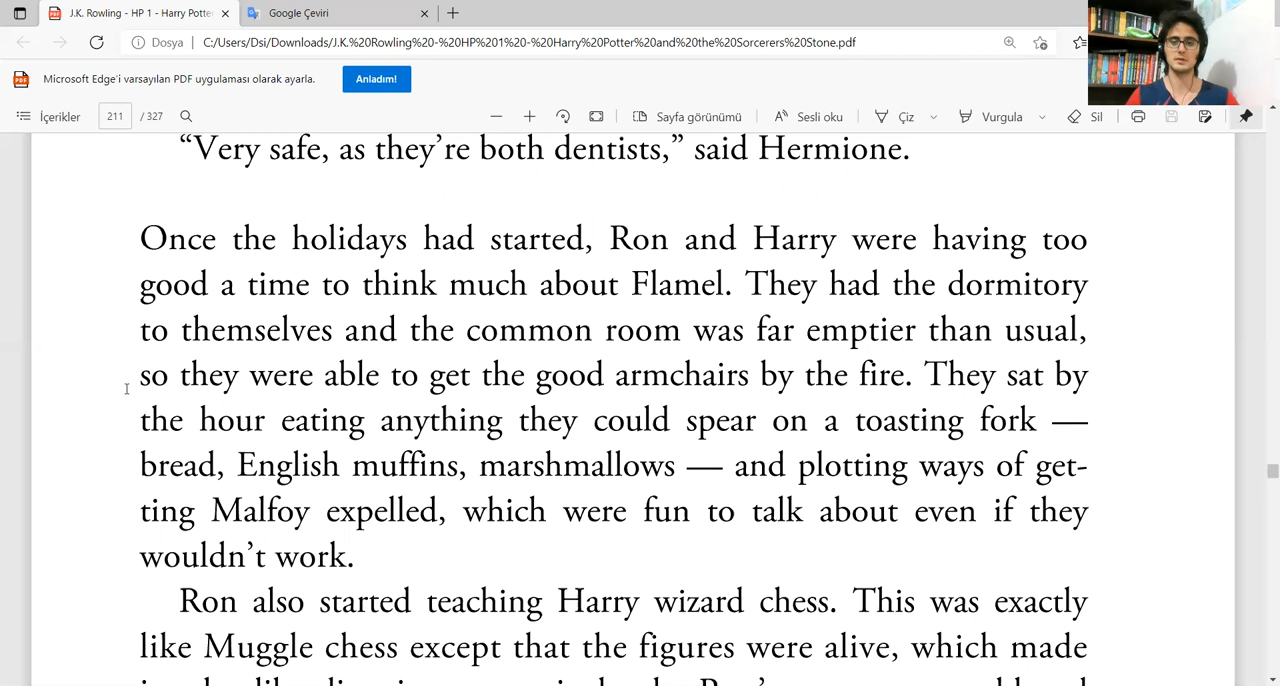 J.K. Rowling - HP 1 - Harry Potter
Google Çeviri
Dosya
C:/Users/Dsi/Downloads/J.K.%20Rowling%20-%20HP%201%20-%20Harry%20Potter%20and%20the%20Sorcerers%20Stone.pdf
Microsoft Edge'i varsayılan PDF uygulaması olarak ayarla.
Anladım!
İçerikler
211 / 327
Sayfa görünümü
Sesli oku
Çiz
Vurgula
Sil
“Very safe, as they’re both dentists,” said Hermione.
Once the holidays had started, Ron and Harry were having too
good a time to think much about Flamel. They had the dormitory
to themselves and the common room was far emptier than usual,
so they were able to get the good armchairs by the fire. They sat by
the hour eating anything they could spear on a toasting fork —
bread, English muffins, marshmallows — and plotting ways of get-
ting Malfoy expelled, which were fun to talk about even if they
wouldn’t work.
Ron also started teaching Harry wizard chess. This was exactly
like Muggle chess except that the figures were alive, which made